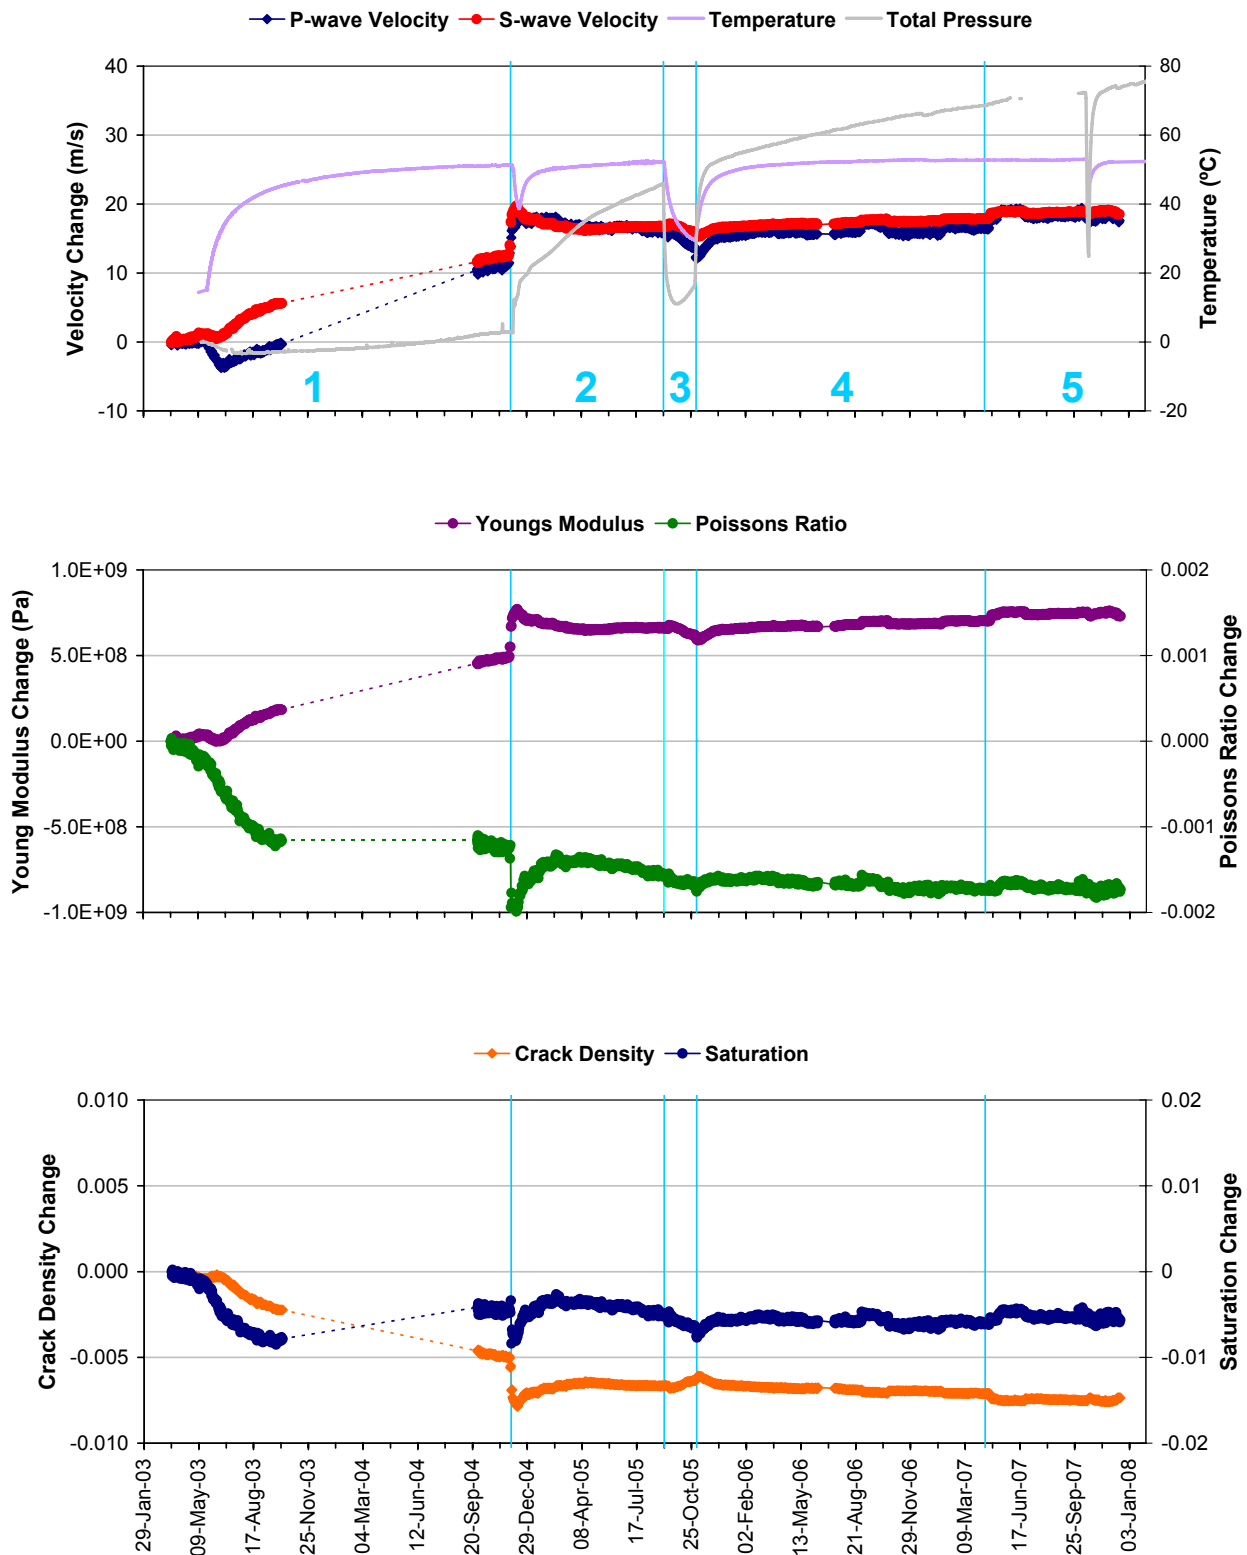 P-wave Velocity S-wave Velocity Temperature Total Pressure
40 80
30 60
20 40
10 20
0 0
-10 -20
Velocity Change (m/s)
Temperature (ºC)
1 2 3 4 5
Youngs Modulus Poissons Ratio
1.0E+09 0.002
5.0E+08 0.001
0.0E+00 0.000
-5.0E+08 -0.001
-1.0E+09 -0.002
Young Modulus Change (Pa)
Poissons Ratio Change
Crack Density Saturation
0.010 0.02
0.005 0.01
0.000 0
-0.005 -0.01
-0.010 -0.02
Crack Density Change
Saturation Change
29-Jan-03
09-May-03
17-Aug-03
25-Nov-03
04-Mar-04
12-Jun-04
20-Sep-04
29-Dec-04
08-Apr-05
17-Jul-05
25-Oct-05
02-Feb-06
13-May-06
21-Aug-06
29-Nov-06
09-Mar-07
17-Jun-07
25-Sep-07
03-Jan-08